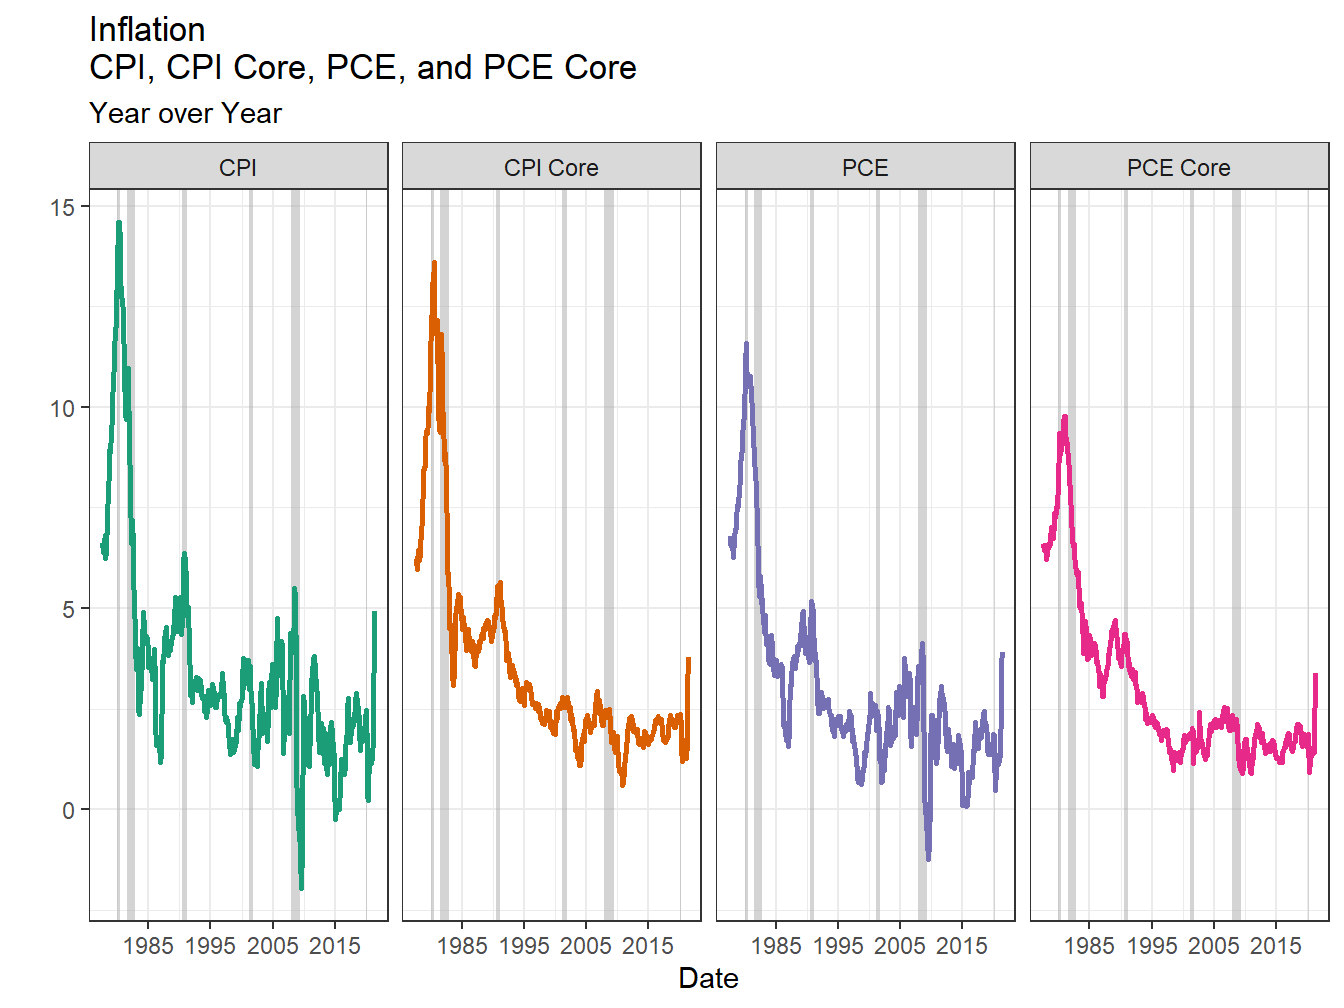 Inflation
CPI, CPI Core, PCE, and PCE Core
Year over Year
CPI
CPI Core
PCE
PCE Core
15
10
5
0
1985 1995 2005 2015
1985 1995 2005 2015
1985 1995 2005 2015
1985 1995 2005 2015
Date